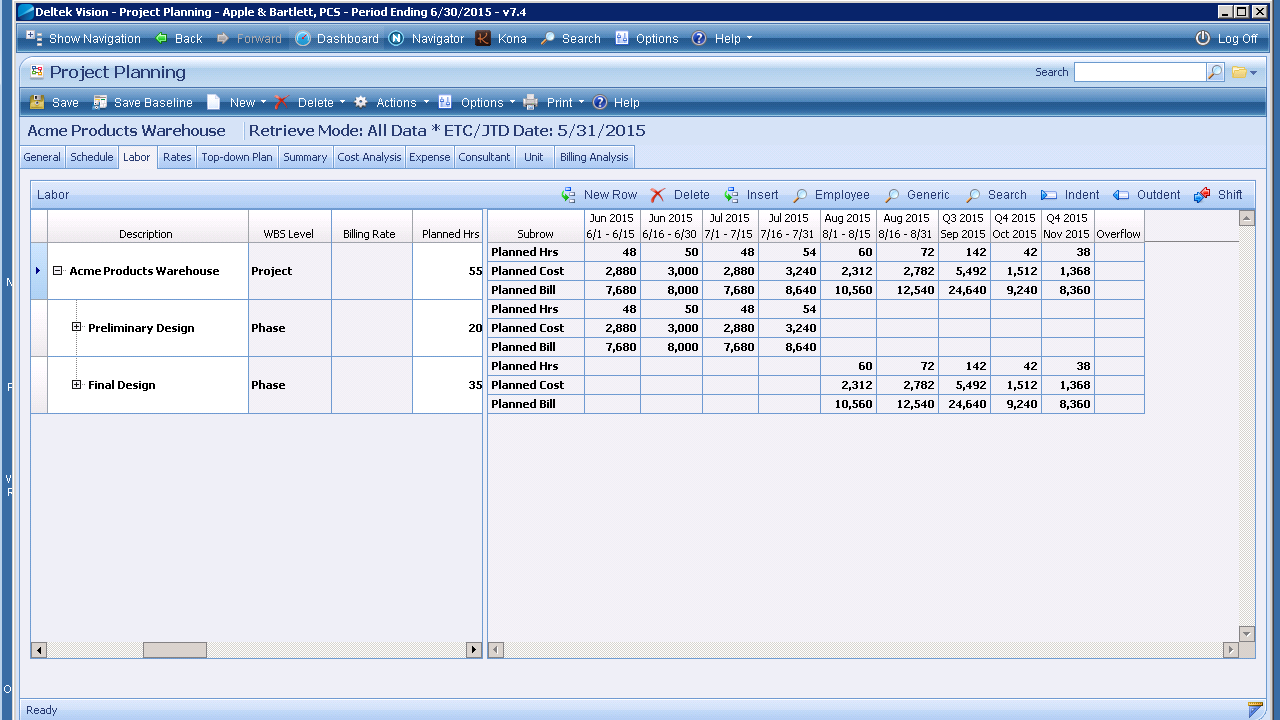 Deltek Vision - Project Planning - Apple & Bartlett, PCS - Period Ending 6/30/2015 - v7.4
Show Navigation Back Forward Dashboard Navigator Kona Search Options Help Log Off
Project Planning Search
Save Save Baseline New Delete Actions Options Print Help
Acme Products Warehouse Retrieve Mode: All Data * ETC/JTD Date: 5/31/2015
General Schedule Labor Rates Top-down Plan Summary Cost Analysis Expense Consultant Unit Billing Analysis
Labor New Row Delete Insert Employee Generic Search Indent Outdent Shift
Jun 2015 Jun 2015 Jul 2015 Jul 2015 Aug 2015 Aug 2015 Q3 2015 Q4 2015 Q4 2015
Description WBS Level Billing Rate Planned Hrs Subrow 6/1 - 6/15 6/16 - 6/30 7/1 - 7/15 7/16 - 7/31 8/1 - 8/15 8/16 - 8/31 Sep 2015 Oct 2015 Nov 2015 Overflow
Planned Hrs 48 50 48 54 60 72 142 42 38
Acme Products Warehouse Project 55 Planned Cost 2,880 3,000 2,880 3,240 2,312 2,782 5,492 1,512 1,368
Planned Bill 7,680 8,000 7,680 8,640 10,560 12,540 24,640 9,240 8,360
Planned Hrs 48 50 48 54
Preliminary Design Phase 20 Planned Cost 2,880 3,000 2,880 3,240
Planned Bill 7,680 8,000 7,680 8,640
Planned Hrs 60 72 142 42 38
Final Design Phase 35 Planned Cost 2,312 2,782 5,492 1,512 1,368
Planned Bill 10,560 12,540 24,640 9,240 8,360
Ready